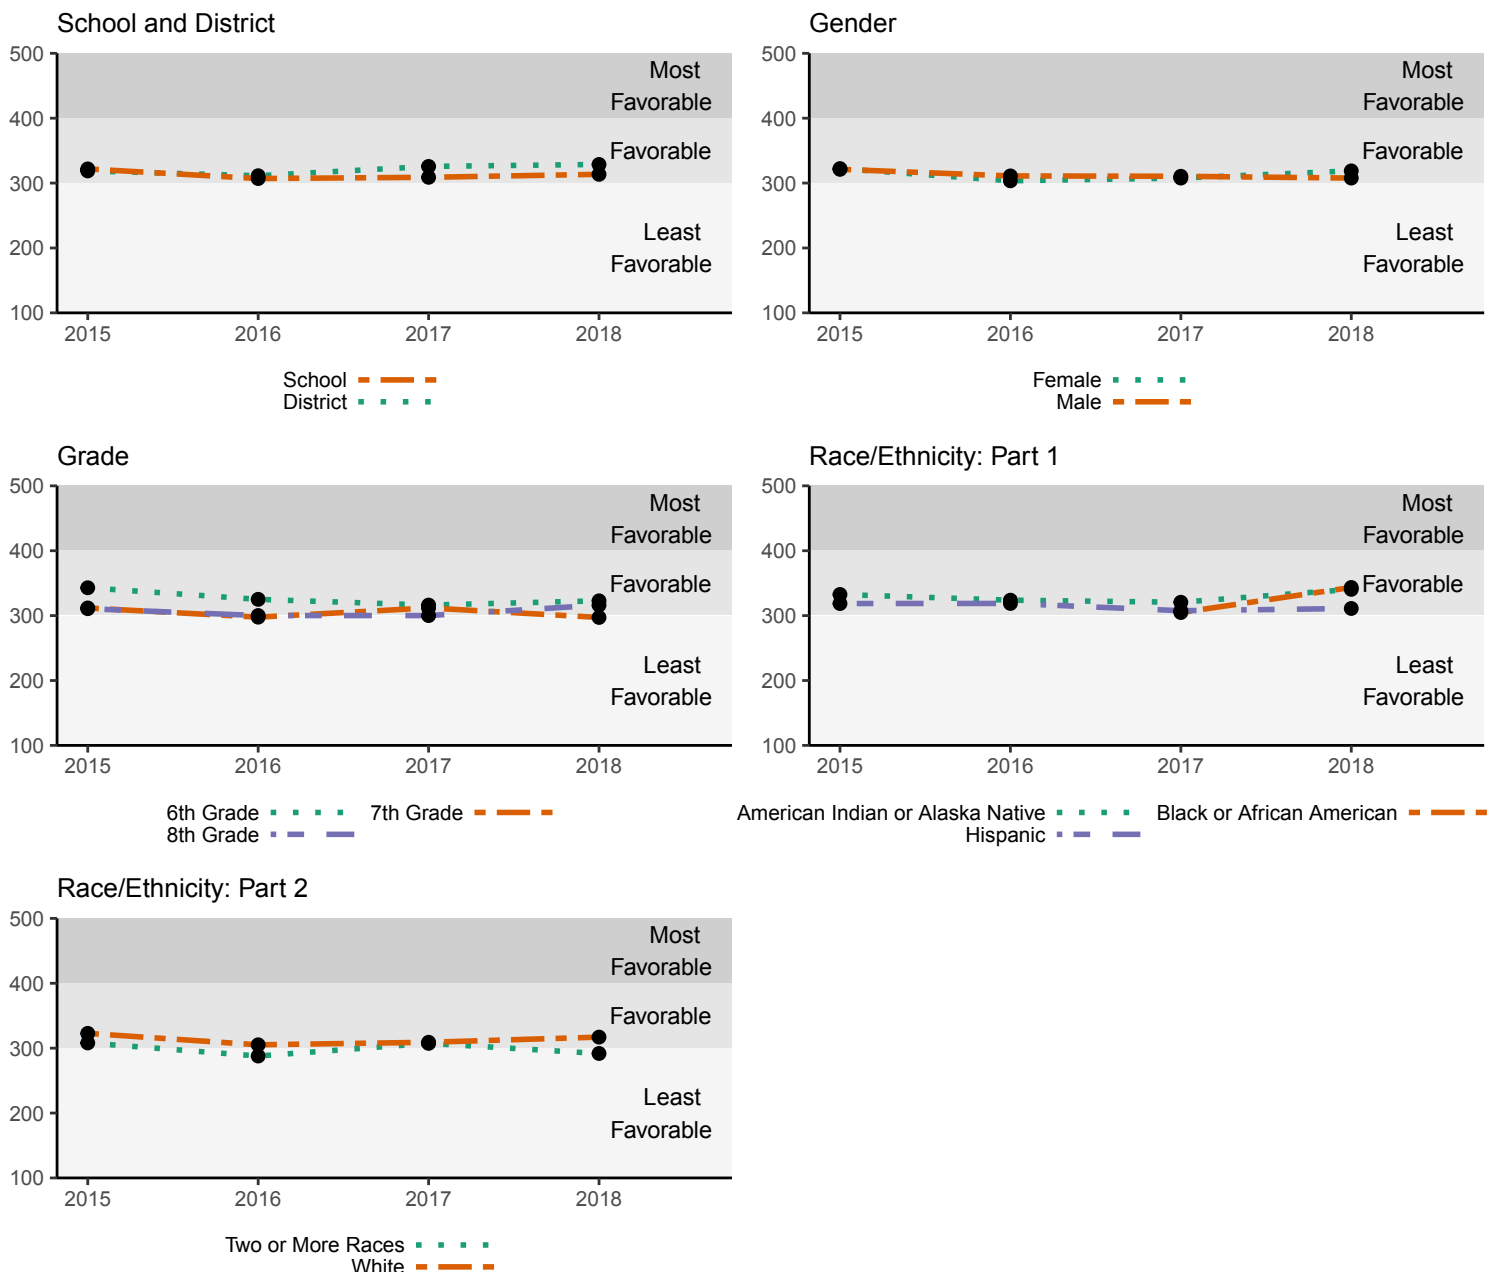 School and District
500
400
300
200
100
Most
Favorable
Favorable
Least
Favorable
2015 2016 2017 2018
School
District
Gender
500
400
300
200
100
Most
Favorable
Favorable
Least
Favorable
2015 2016 2017 2018
Female
Male
Grade
500
400
300
200
100
Most
Favorable
Favorable
Least
Favorable
2015 2016 2017 2018
6th Grade 7th Grade
8th Grade
Race/Ethnicity: Part 1
500
400
300
200
100
Most
Favorable
Favorable
Least
Favorable
2015 2016 2017 2018
American Indian or Alaska Native Black or African American
Hispanic
Race/Ethnicity: Part 2
500
400
300
200
100
Most
Favorable
Favorable
Least
Favorable
2015 2016 2017 2018
Two or More Races
White